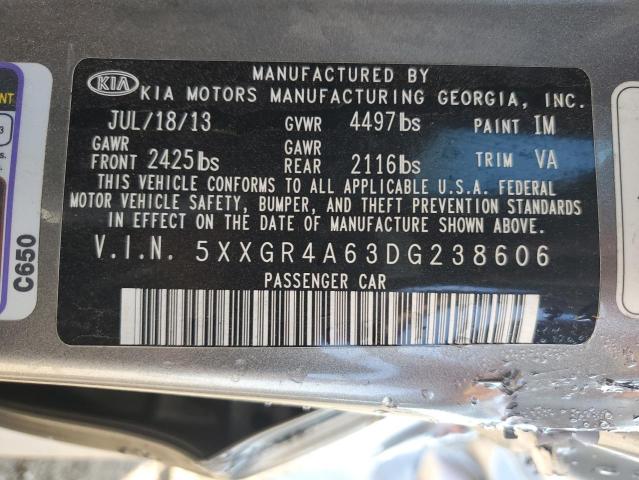 MANUFACTURED BY
KIA KIA MOTORS MANUFACTURING GEORGIA, INC.
JUL/18/13 GVWR 4497lbs PAINT IM
GAWR FRONT 2425lbs GAWR REAR 2116lbs TRIM VA
THIS VEHICLE CONFORMS TO ALL APPLICABLE U.S.A. FEDERAL
MOTOR VEHICLE SAFETY, BUMPER, AND THEFT PREVENTION STANDARDS
IN EFFECT ON THE DATE OF MANUFACTURE SHOWN ABOVE.
V.I.N. 5XXGR4A63DG238606
PASSENGER CAR
C650